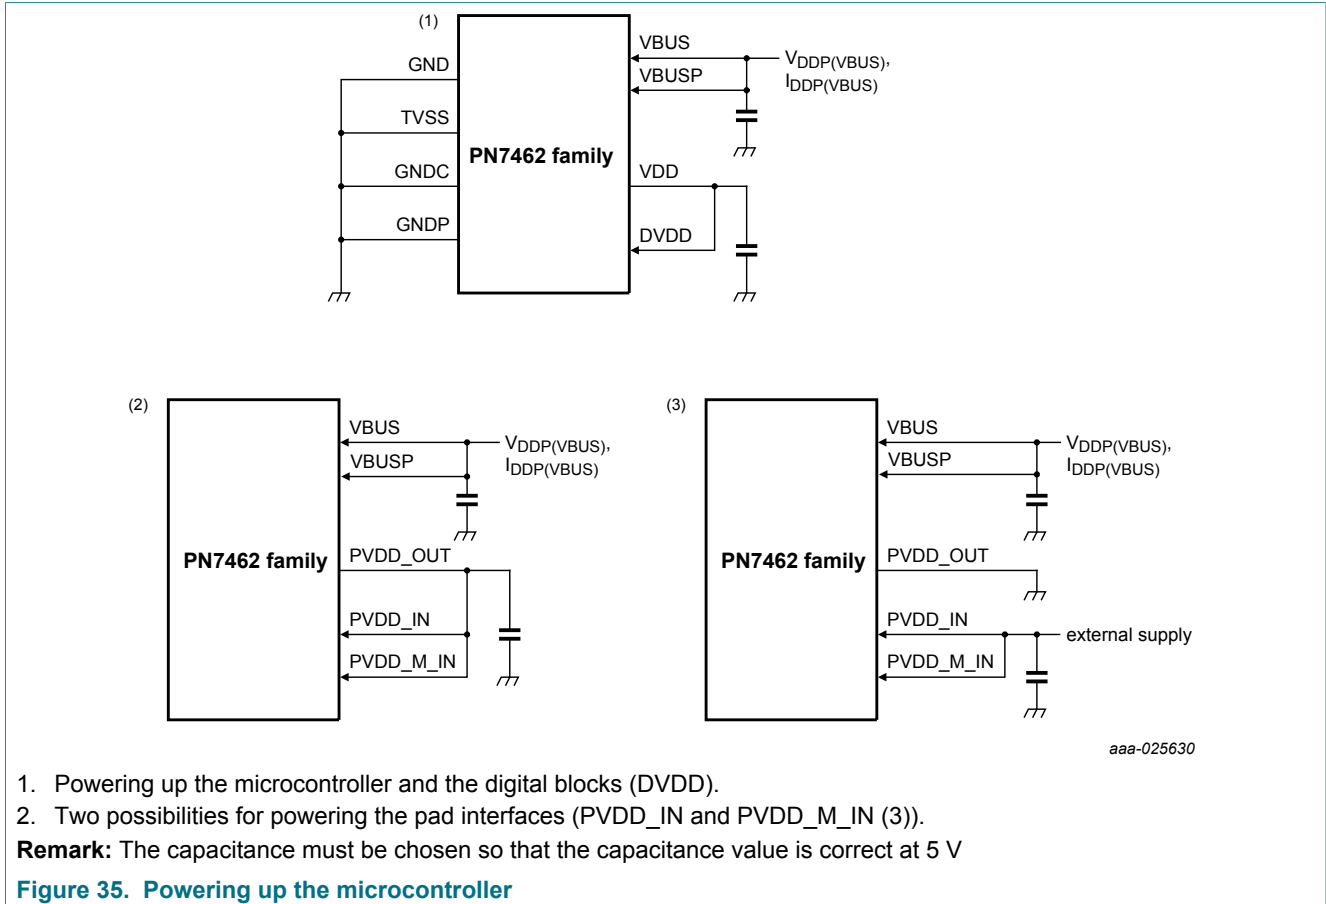 (1)
GND
TVSS
GNDC
GNDP
PN7462 family
VBUS
VBUSP
VDDP(VBUS),
IDDP(VBUS)
VDD
DVDD
(2)
PN7462 family
VBUS
VBUSP
VDDP(VBUS),
IDDP(VBUS)
PVDD_OUT
PVDD_IN
PVDD_M_IN
(3)
PN7462 family
VBUS
VBUSP
VDDP(VBUS),
IDDP(VBUS)
PVDD_OUT
PVDD_IN
PVDD_M_IN
external supply
aaa-025630
1. Powering up the microcontroller and the digital blocks (DVDD).
2. Two possibilities for powering the pad interfaces (PVDD_IN and PVDD_M_IN (3)).
Remark: The capacitance must be chosen so that the capacitance value is correct at 5 V
Figure 35. Powering up the microcontroller